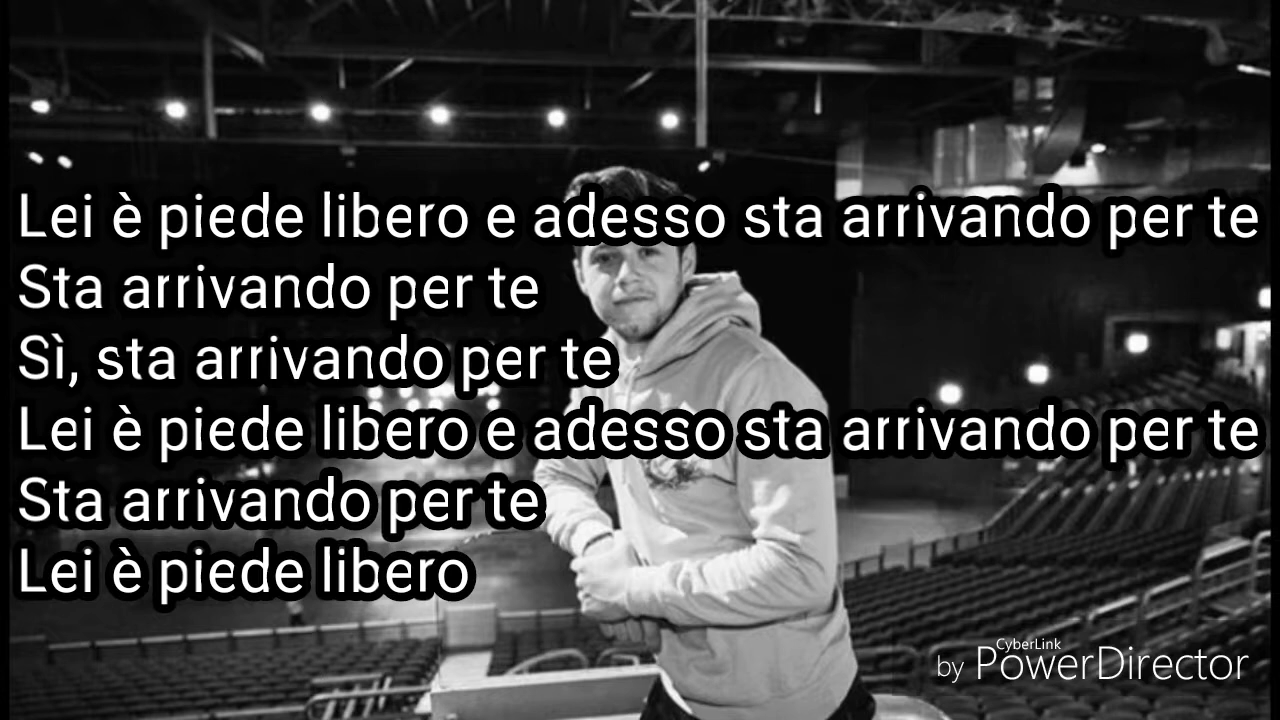 Lei è piede libero e adesso sta arrivando per te
Sta arrivando per te
Sì, sta arrivando per te
Lei è piede libero e adesso sta arrivando per te
Sta arrivando per te
Lei è piede libero
CyberLink
by PowerDirector